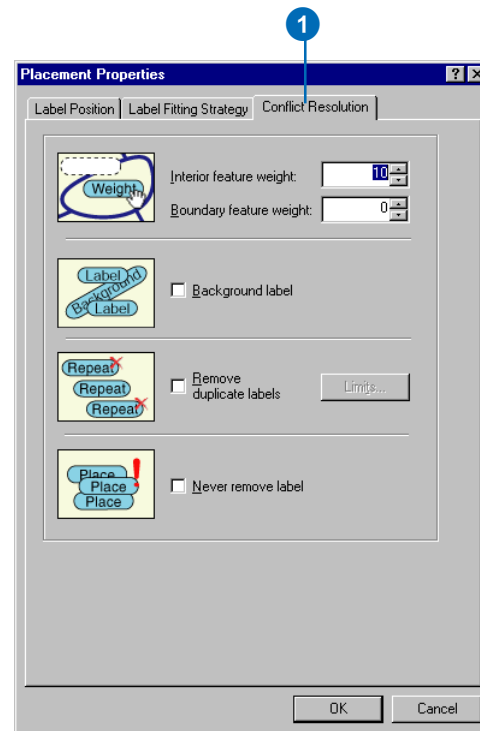 1
Placement Properties
Label Position
Label Fitting Strategy
Conflict Resolution
Weight
Interior feature weight:
10
Boundary feature weight:
0
Label
Background
Label
Background label
Repeat
Repeat
Repeat
Remove
duplicate labels
Limits...
Place
Place
Place
Never remove label
OK
Cancel